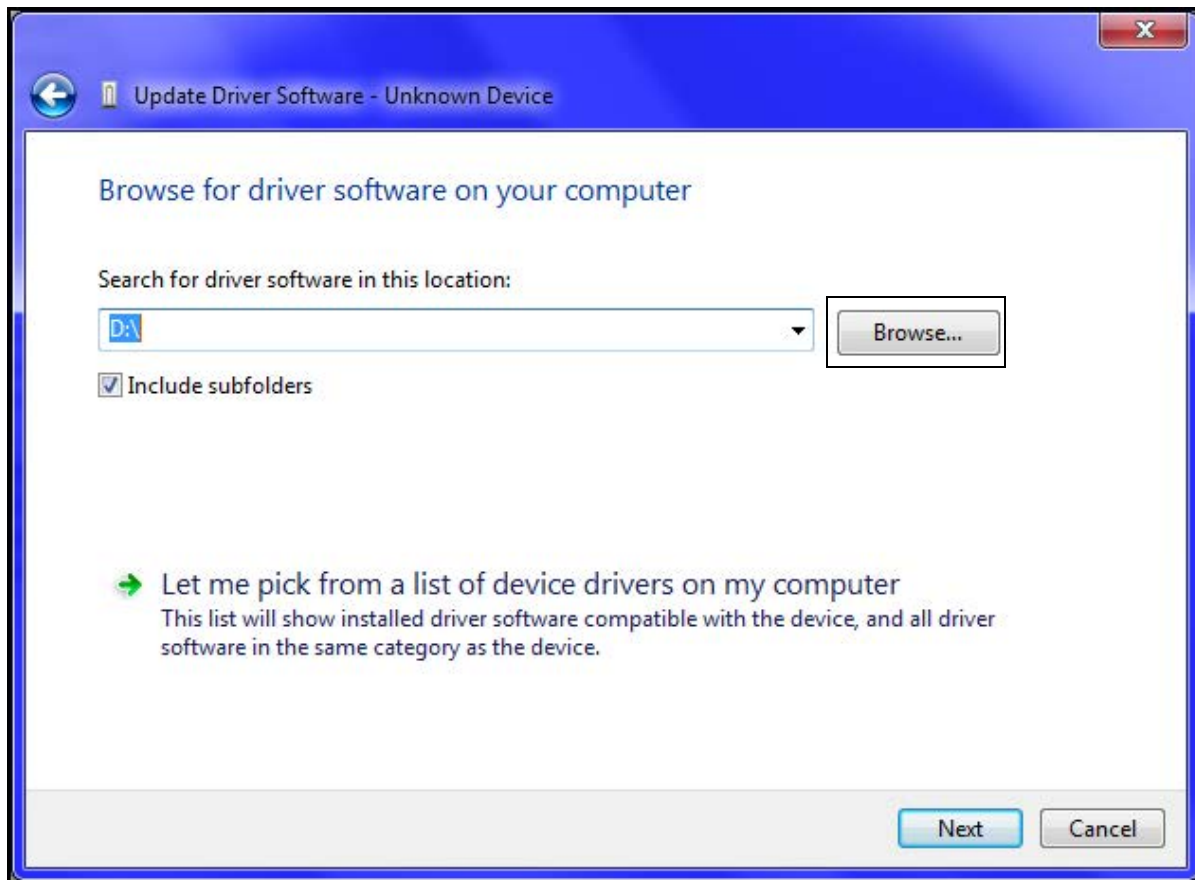 Update Driver Software - Unknown Device
Browse for driver software on your computer
Search for driver software in this location:
D:\
Browse...
Include subfolders
Let me pick from a list of device drivers on my computer
This list will show installed driver software compatible with the device, and all driver
software in the same category as the device.
Next
Cancel